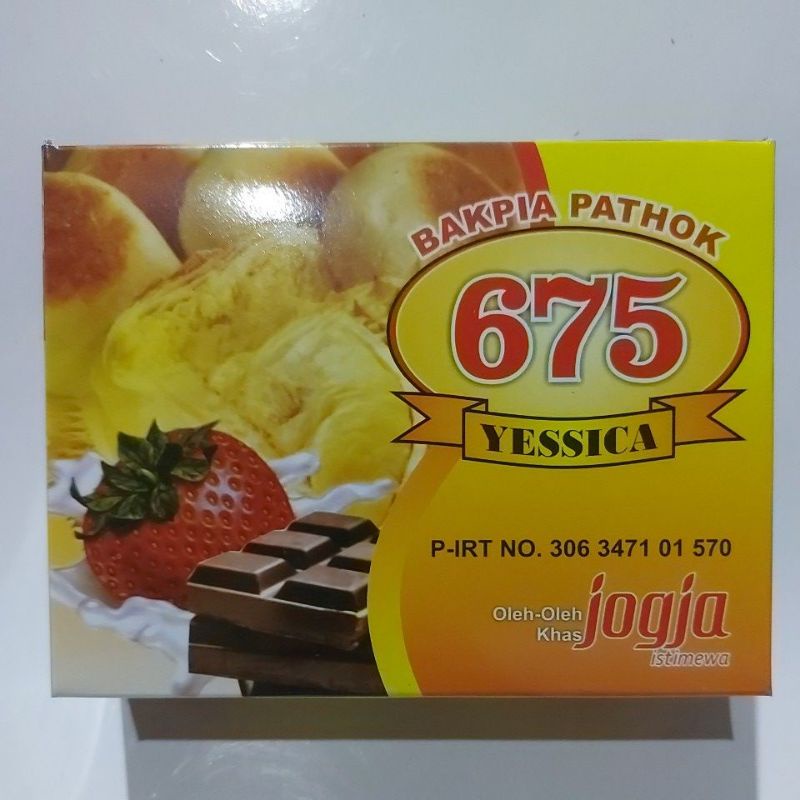 BAKPIA PATHOK
675
YESSICA
P-IRT NO. 306 3471 01 570
Oleh-Oleh
Khas jogja
istimewa